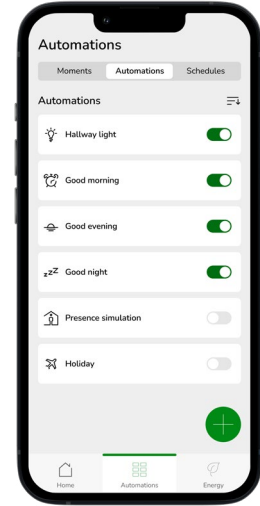 Automations
Moments Automations Schedules
Automations
Hallway light
Good morning
Good evening
zzZ Good night
Presence simulation
Holiday
Home Automations Energy